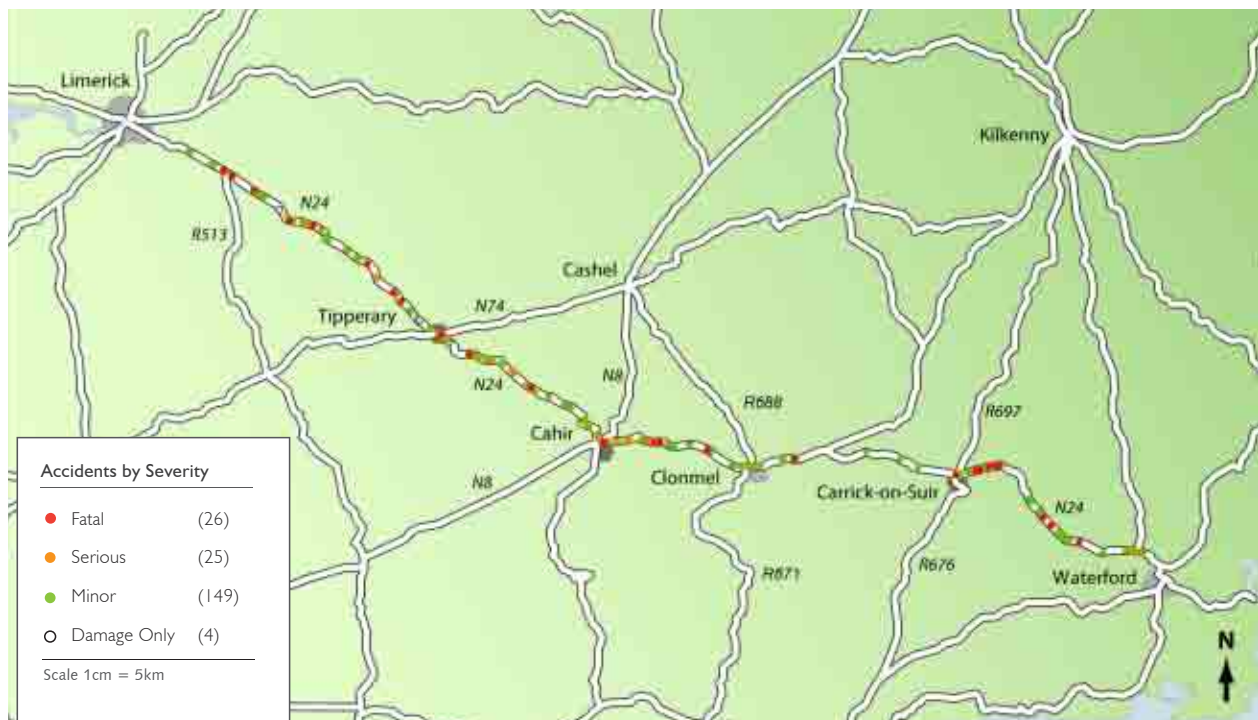 Limerick
Kilkenny
N24
R513
Cashel
N74
Tipperary
N24
N8
R688
Cahir
R697
Clonmel
Carrick-on-Suir
N8
N24
R676
R671
Waterford
N
Accidents by Severity
Fatal (26)
Serious (25)
Minor (149)
Damage Only (4)
Scale 1cm = 5km